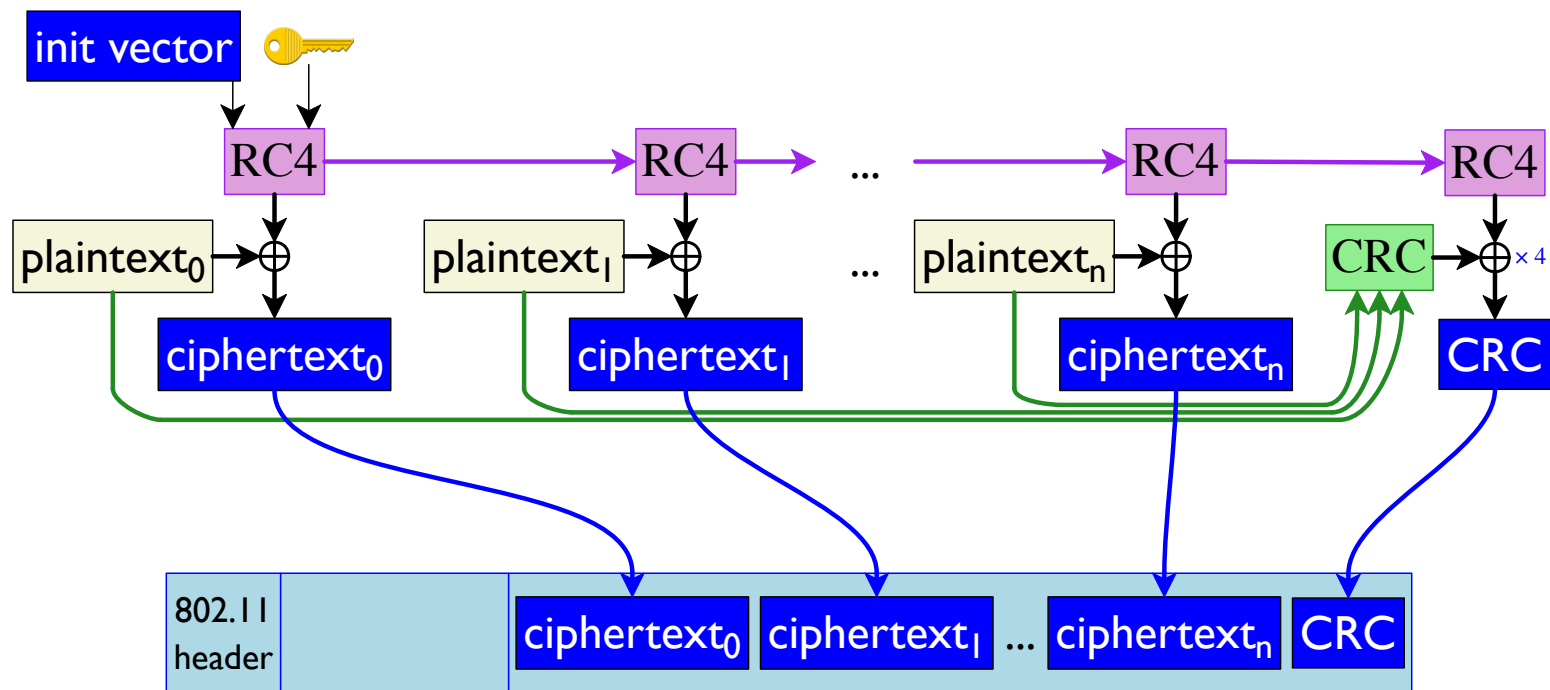 init vector
RC4 RC4 ... RC4 RC4
plaintext₀ plaintext₁ ... plaintextₙ CRC × 4
ciphertext₀ ciphertext₁ ciphertextₙ CRC
802.11
header
ciphertext₀ ciphertext₁ ... ciphertextₙ CRC